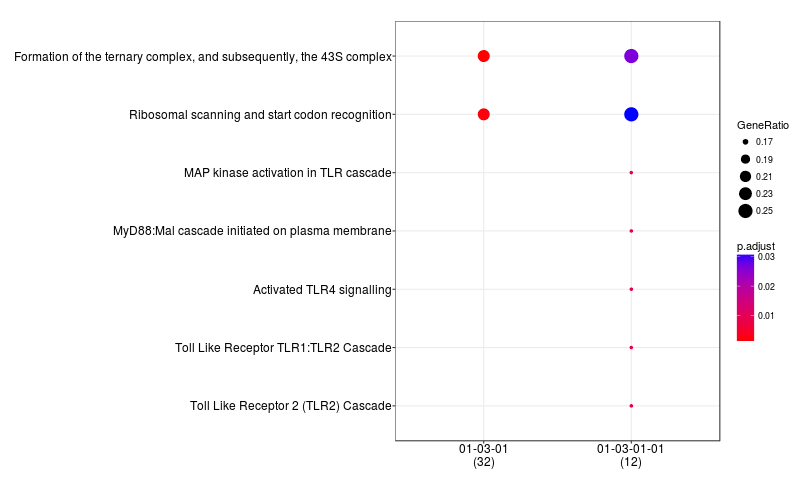 Formation of the ternary complex, and subsequently, the 43S complex
Ribosomal scanning and start codon recognition
MAP kinase activation in TLR cascade
MyD88:Mal cascade initiated on plasma membrane
Activated TLR4 signalling
Toll Like Receptor TLR1:TLR2 Cascade
Toll Like Receptor 2 (TLR2) Cascade
01-03-01
(32)
01-03-01-01
(12)
GeneRatio
0.17
0.19
0.21
0.23
0.25
p.adjust
0.03
0.02
0.01